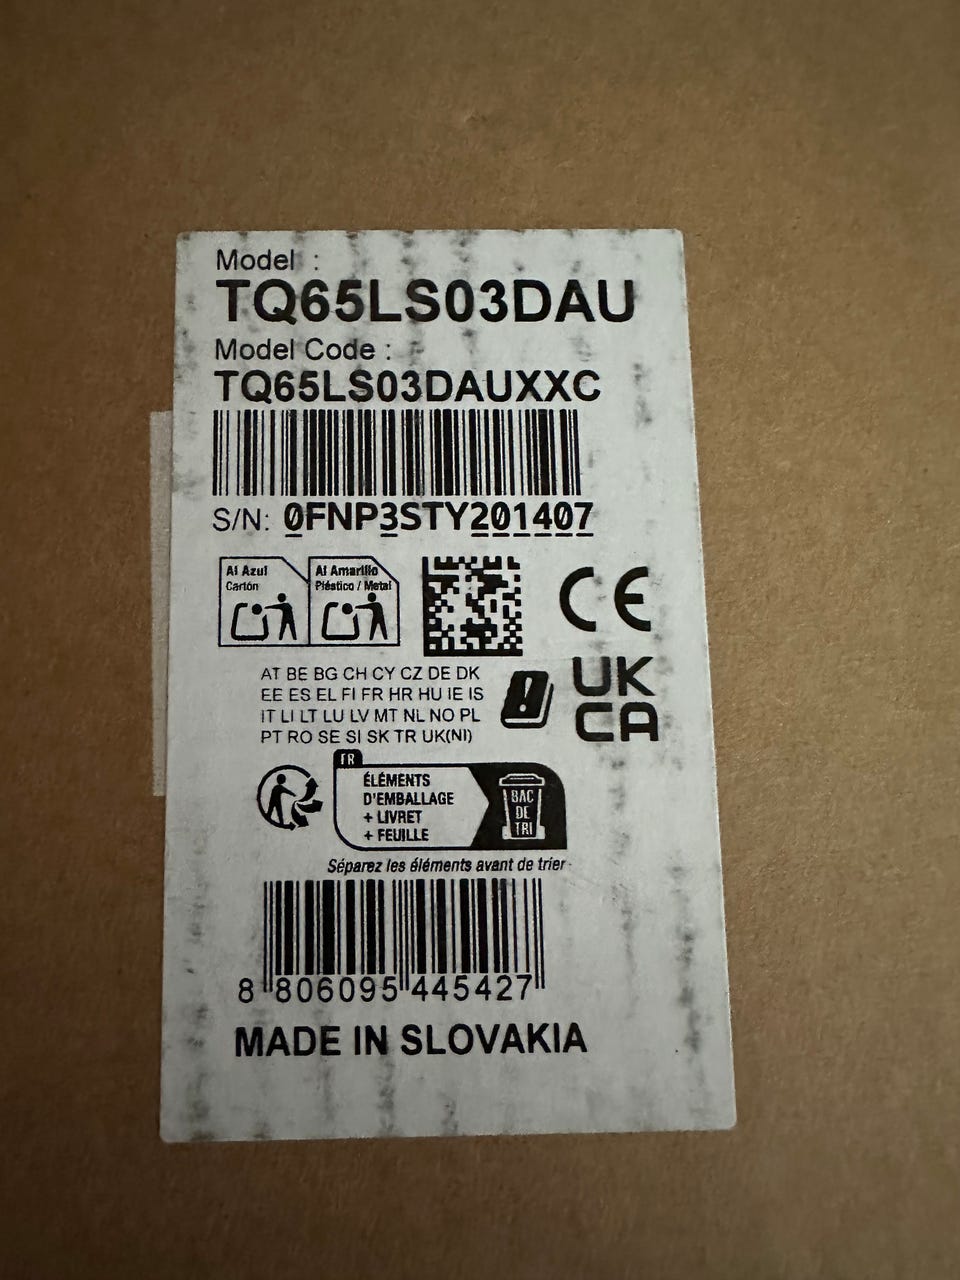 Model :
TQ65LS03DAU
Model Code :
TQ65LS03DAUXXC
S/N: 0FNP3STY201407
Al Azul
Cartón
Al Amarillo
Plástico / Metal
CE
UK
CA
AT BE BG CH CY CZ DE DK
EE ES EL FI FR HR HU IE IS
IT LI LT LU LV MT NL NO PL
PT RO SE SI SK TR UK(NI)
FR
ÉLÉMENTS
D'EMBALLAGE
+ LIVRET
+ FEUILLE
BAC
DE
TRI
Séparez les éléments avant de trier
8 806095 445427
MADE IN SLOVAKIA